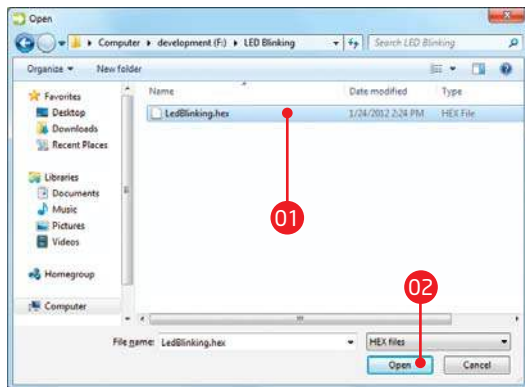 Open
Computer ▸ development (F:) ▸ LED Blinking
Search LED Blinking
Organize
New folder
Name
Date modified
Type
Favorites
Desktop
Downloads
Recent Places
Libraries
Documents
Music
Pictures
Videos
Homegroup
Computer
LedBlinking.hex
1/24/2012 2:24 PM
HEX File
01
02
File name:
LedBlinking.hex
HEX files
Open
Cancel